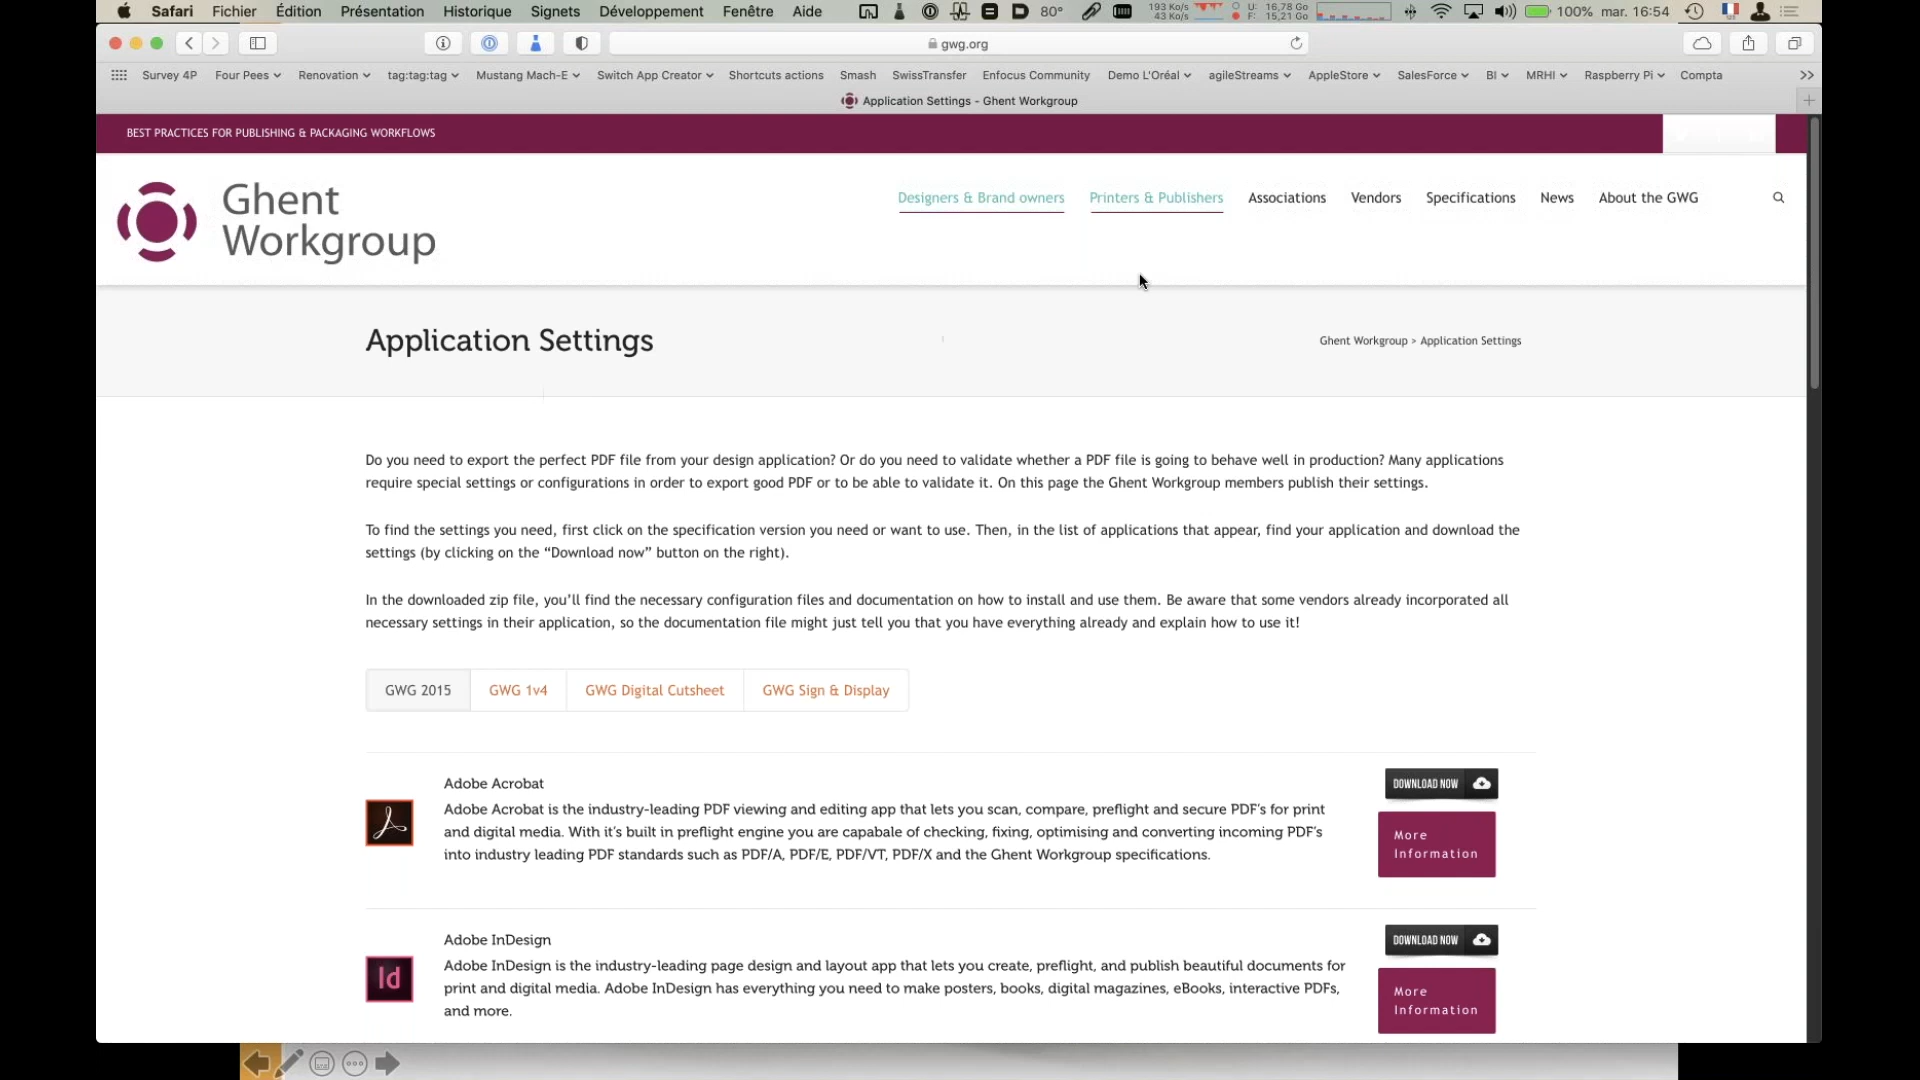 Safari Fichier Édition Présentation Historique Signets Développement Fenêtre Aide 80° 193 Ko/s 43 Ko/s U: 16,78 Go F: 15,21 Go 100% mar. 16:54
gwg.org
Survey 4P Four Pees Renovation tag:tag:tag Mustang Mach-E Switch App Creator Shortcuts actions Smash SwissTransfer Enfocus Community Demo L'Oréal agileStreams AppleStore SalesForce BI MRHI Raspberry Pi Compta
Application Settings - Ghent Workgroup
BEST PRACTICES FOR PUBLISHING & PACKAGING WORKFLOWS
Ghent
Workgroup
Designers & Brand owners Printers & Publishers Associations Vendors Specifications News About the GWG
Application Settings
Ghent Workgroup > Application Settings
Do you need to export the perfect PDF file from your design application? Or do you need to validate whether a PDF file is going to behave well in production? Many applications
require special settings or configurations in order to export good PDF or to be able to validate it. On this page the Ghent Workgroup members publish their settings.
To find the settings you need, first click on the specification version you need or want to use. Then, in the list of applications that appear, find your application and download the
settings (by clicking on the “Download now” button on the right).
In the downloaded zip file, you’ll find the necessary configuration files and documentation on how to install and use them. Be aware that some vendors already incorporated all
necessary settings in their application, so the documentation file might just tell you that you have everything already and explain how to use it!
GWG 2015 GWG 1v4 GWG Digital Cutsheet GWG Sign & Display
Adobe Acrobat
Adobe Acrobat is the industry-leading PDF viewing and editing app that lets you scan, compare, preflight and secure PDF’s for print
and digital media. With it’s built in preflight engine you are capabale of checking, fixing, optimising and converting incoming PDF’s
into industry leading PDF standards such as PDF/A, PDF/E, PDF/VT, PDF/X and the Ghent Workgroup specifications.
DOWNLOAD NOW
More
Information
Adobe InDesign
Id
Adobe InDesign is the industry-leading page design and layout app that lets you create, preflight, and publish beautiful documents for
print and digital media. Adobe InDesign has everything you need to make posters, books, digital magazines, eBooks, interactive PDFs,
and more.
DOWNLOAD NOW
More
Information